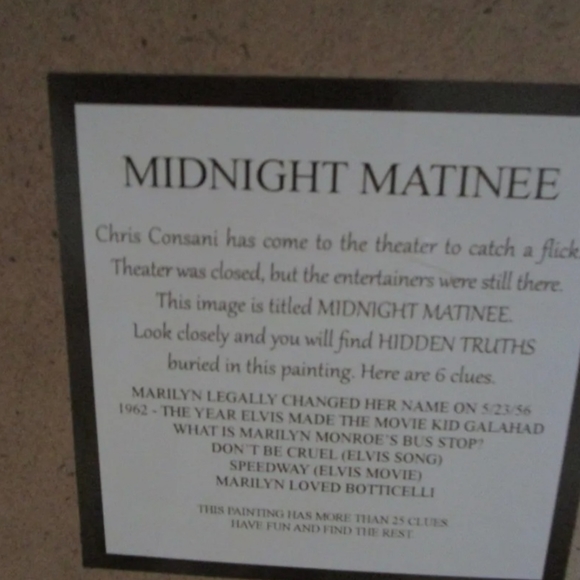 MIDNIGHT MATINEE
Chris Consani has come to the theater to catch a flick
Theater was closed, but the entertainers were still there.
This image is titled MIDNIGHT MATINEE.
Look closely and you will find HIDDEN TRUTHS
buried in this painting. Here are 6 clues.
MARILYN LEGALLY CHANGED HER NAME ON 5/23/56
1962 - THE YEAR ELVIS MADE THE MOVIE KID GALAHAD
WHAT IS MARILYN MONROE'S BUS STOP?
DON'T BE CRUEL (ELVIS SONG)
SPEEDWAY (ELVIS MOVIE)
MARILYN LOVED BOTTICELLI
THIS PAINTING HAS MORE THAN 25 CLUES
HAVE FUN AND FIND THE REST